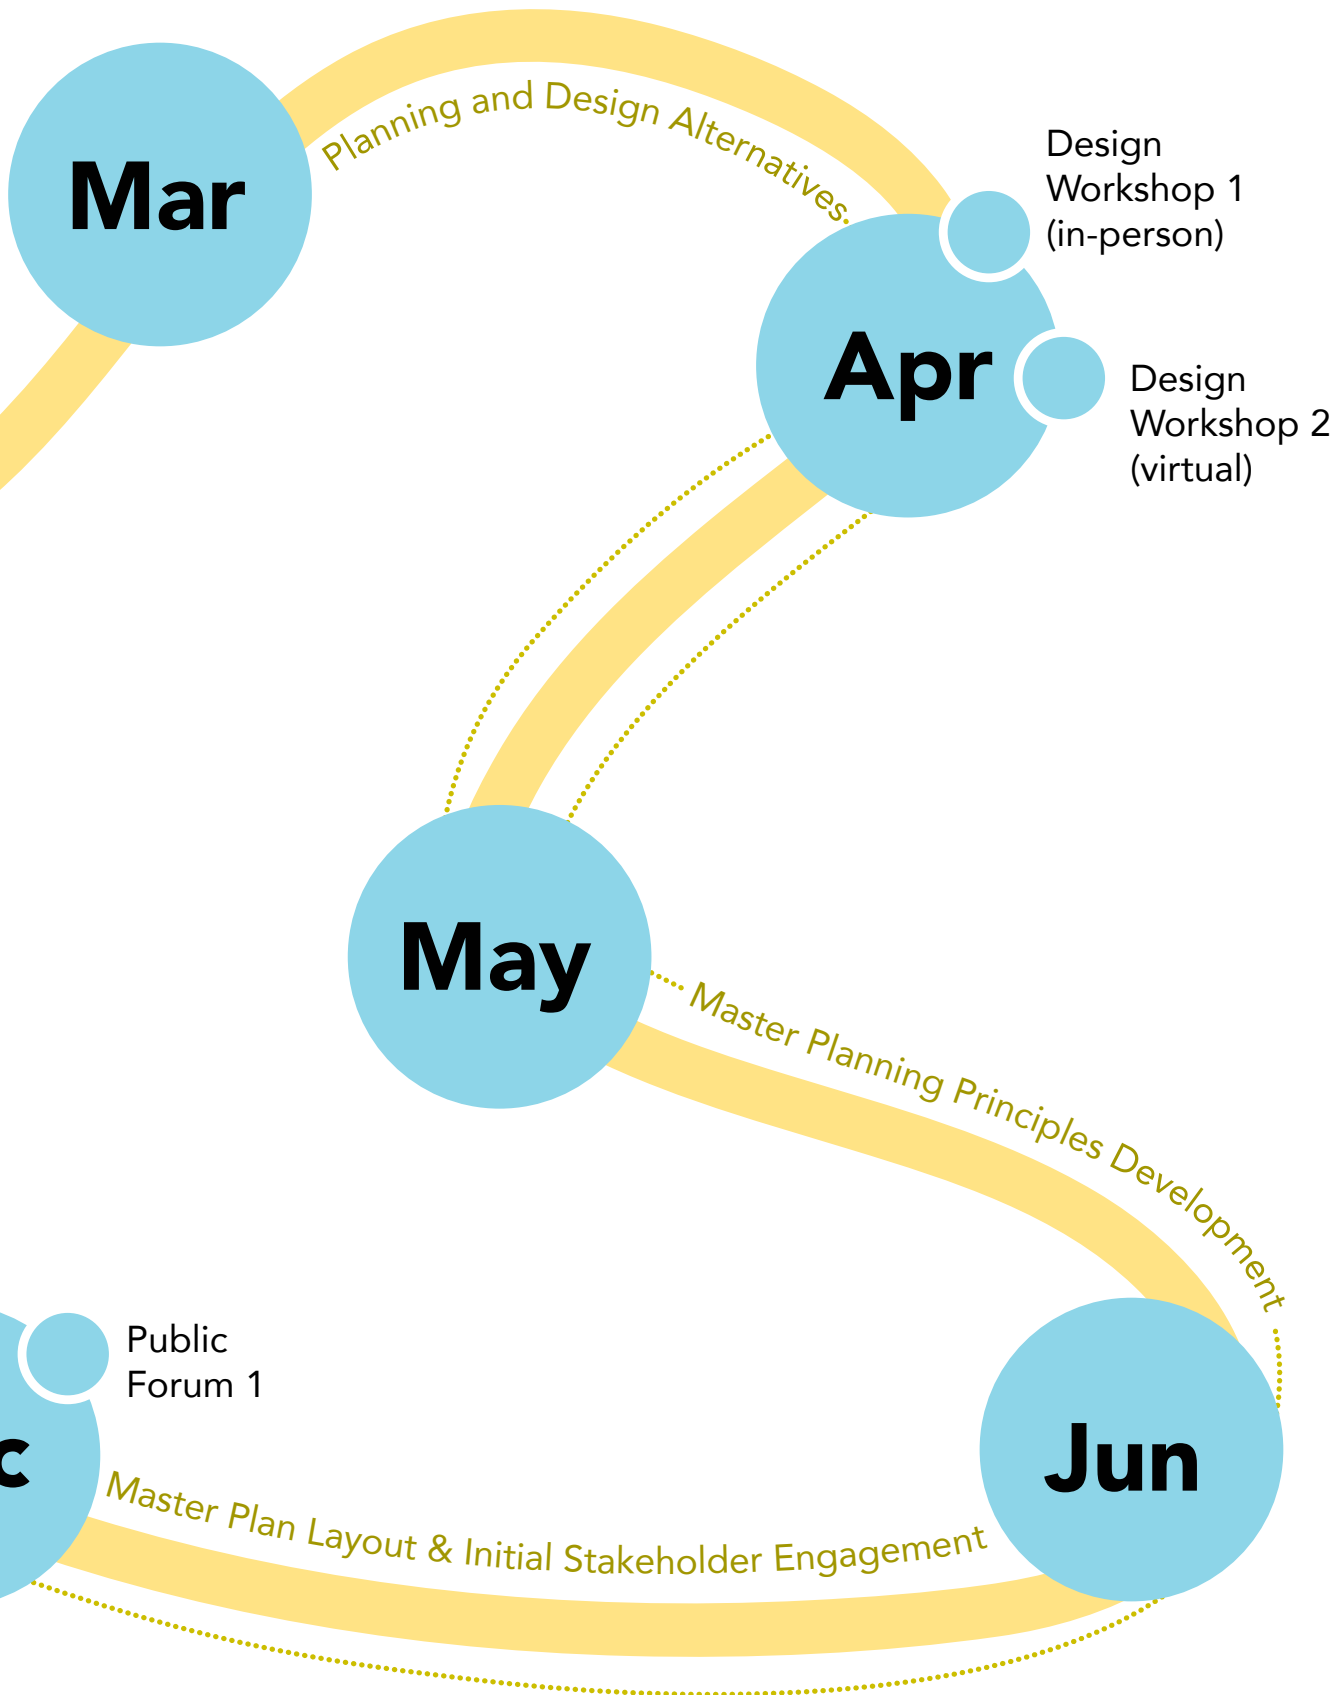 Mar
Planning and Design Alternatives
Design
Workshop 1
(in-person)
Apr
Design
Workshop 2
(virtual)
May
Master Planning Principles Development
Public
Forum 1
c
Jun
Master Plan Layout & Initial Stakeholder Engagement